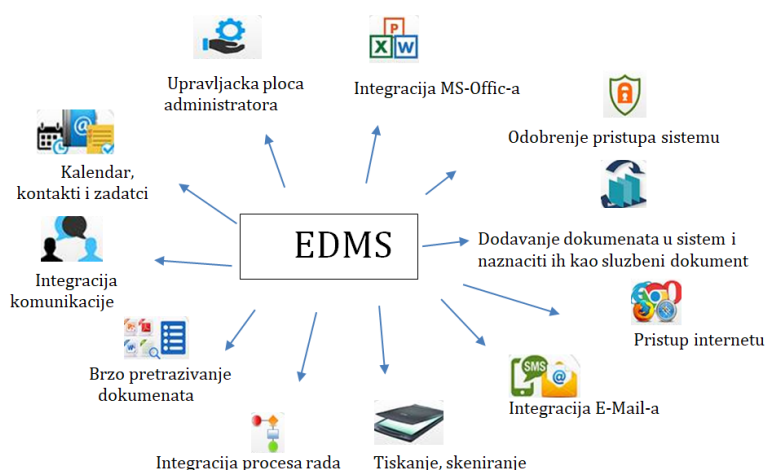 Upravljacka ploca
administratora
Integracija MS-Offic-a
Odobrenje pristupa sistemu
Kalendar,
kontakti i zadatci
EDMS
Dodavanje dokumenata u sistem i
naznaciti ih kao sluzbeni dokument
Integracija
komunikacije
Pristup internetu
Brzo pretrazivanje
dokumenata
SMS
Integracija E-Mail-a
Integracija procesa rada
Tiskanje, skeniranje
P
X
W
@
@